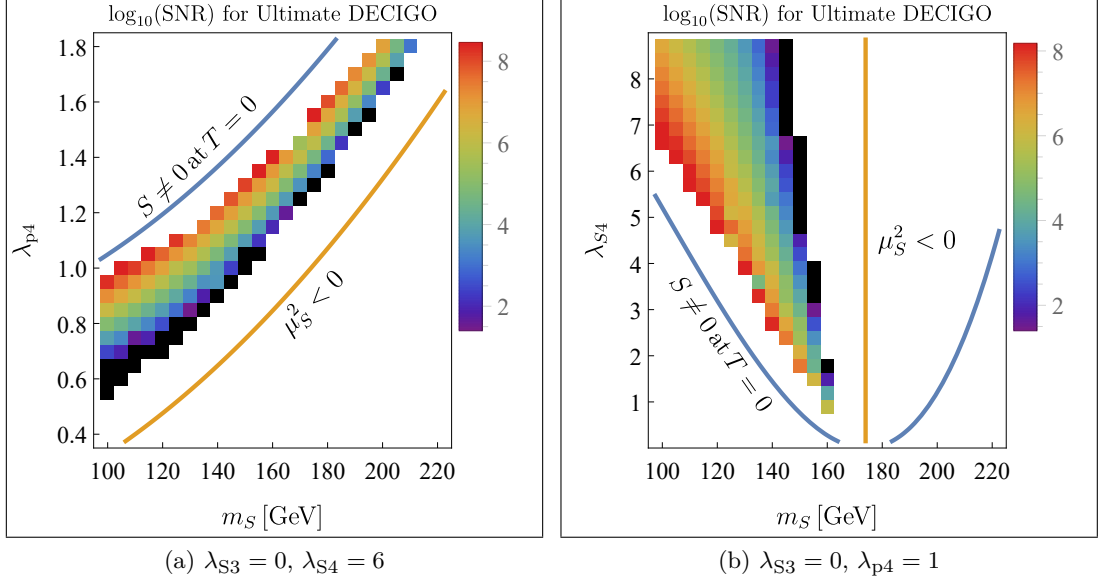 log₁₀(SNR) for Ultimate DECIGO
1.8
1.6
1.4
1.2
1.0
0.8
0.6
0.4
λp4
S ≠ 0 at T = 0
μ_S² < 0
8
6
4
2
100 120 140 160 180 200 220
m_S [GeV]
(a) λS3 = 0, λS4 = 6
log₁₀(SNR) for Ultimate DECIGO
8
7
6
5
4
3
2
1
λS4
S ≠ 0 at T = 0
μ_S² < 0
8
6
4
2
100 120 140 160 180 200 220
m_S [GeV]
(b) λS3 = 0, λp4 = 1